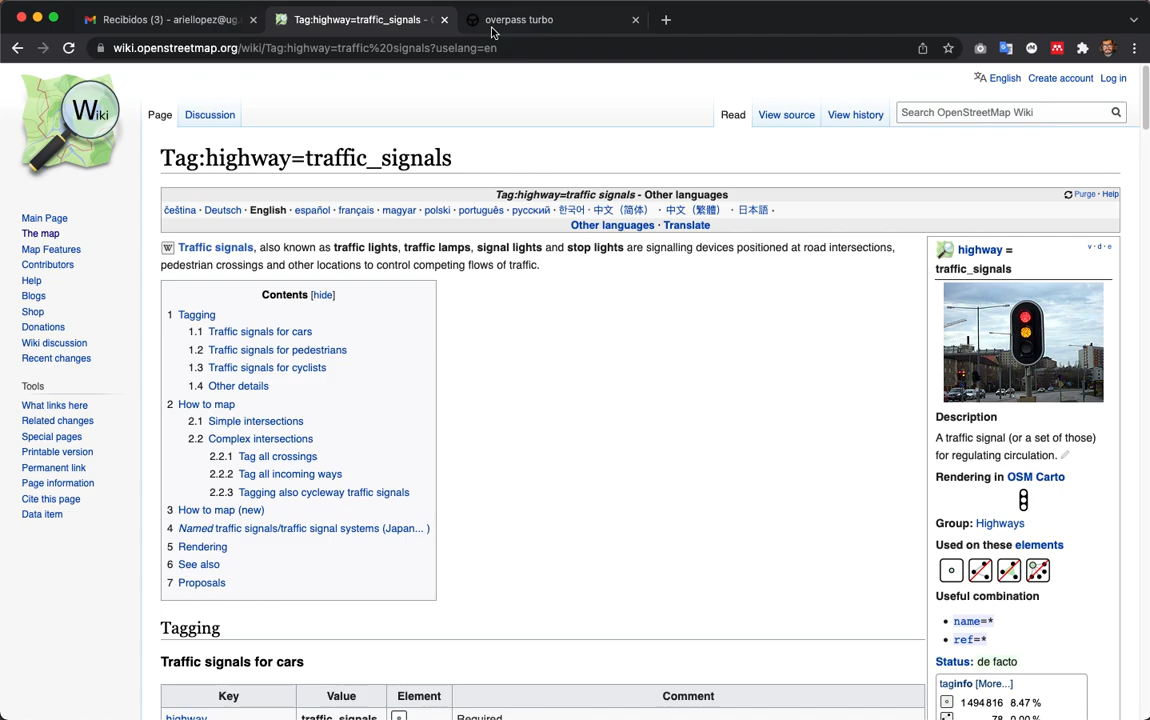 Recibidos (3) - ariellopez@ug.
Tag:highway=traffic_signals -
overpass turbo
wiki.openstreetmap.org/wiki/Tag:highway=traffic%20signals?uselang=en
English Create account Log in
Wiki
Page Discussion Read View source View history Search OpenStreetMap Wiki
Tag:highway=traffic_signals
Tag:highway=traffic signals - Other languages
Purge · Help
čeština · Deutsch · English · español · français · magyar · polski · português · русский · 한국어 · 中文（简体） · 中文（繁體） · 日本語 ·
Other languages · Translate
Main Page
The map
Map Features
Contributors
Help
Blogs
Shop
Donations
Wiki discussion
Recent changes
Tools
What links here
Related changes
Special pages
Printable version
Permanent link
Page information
Cite this page
Data item
W Traffic signals, also known as traffic lights, traffic lamps, signal lights and stop lights are signalling devices positioned at road intersections,
pedestrian crossings and other locations to control competing flows of traffic.
Contents [hide]
1 Tagging
1.1 Traffic signals for cars
1.2 Traffic signals for pedestrians
1.3 Traffic signals for cyclists
1.4 Other details
2 How to map
2.1 Simple intersections
2.2 Complex intersections
2.2.1 Tag all crossings
2.2.2 Tag all incoming ways
2.2.3 Tagging also cycleway traffic signals
3 How to map (new)
4 Named traffic signals/traffic signal systems (Japan... )
5 Rendering
6 See also
7 Proposals
Tagging
Traffic signals for cars
Key Value Element Comment
highway traffic_signals Required
highway =
v · d · e
traffic_signals
Description
A traffic signal (or a set of those)
for regulating circulation.
Rendering in OSM Carto
Group: Highways
Used on these elements
Useful combination
• name=*
• ref=*
Status: de facto
taginfo [More...]
1 494 816 8.47 %
78 0.00 %